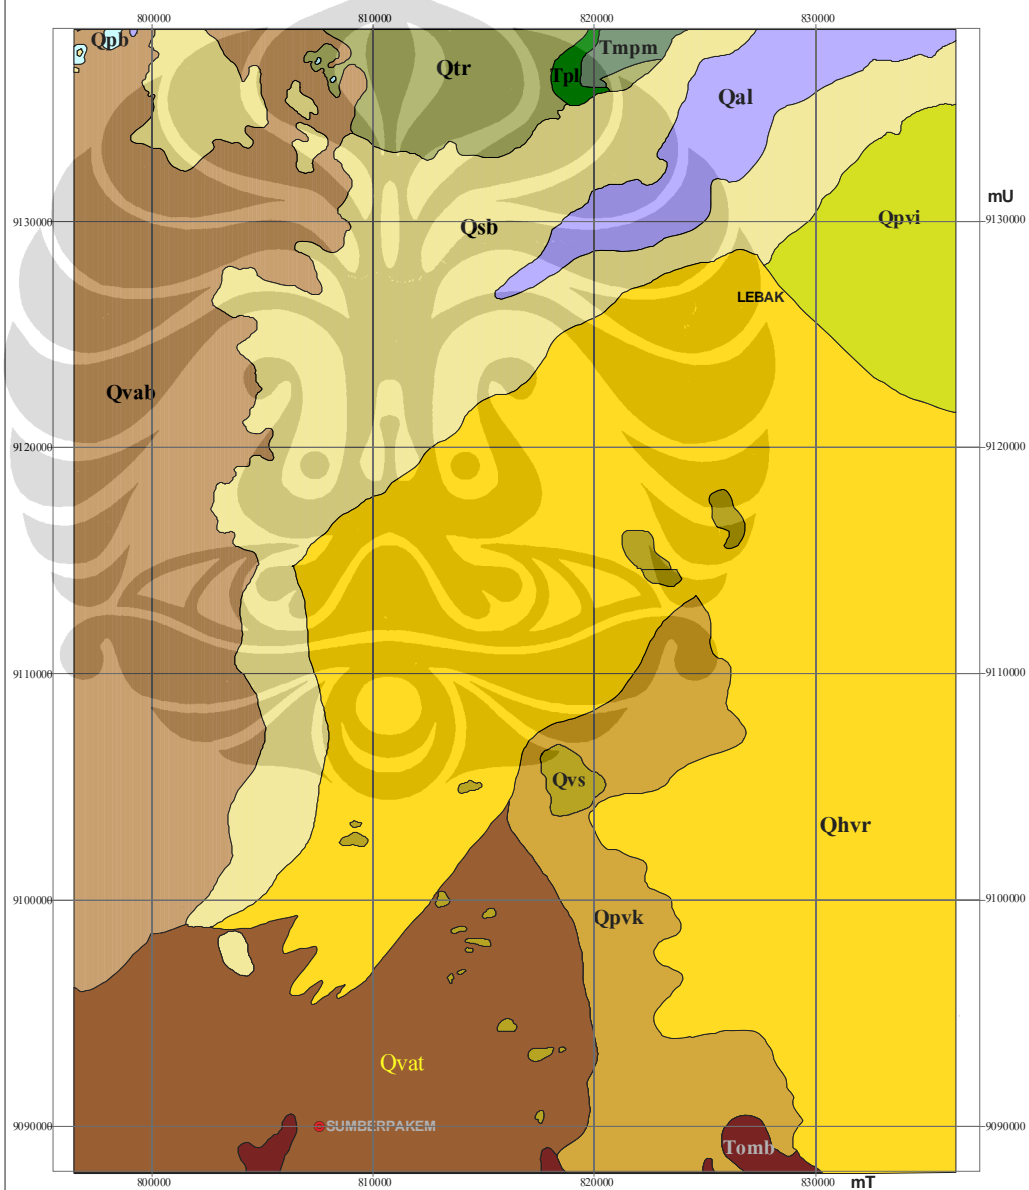 800000 810000 820000 830000
Qpb
Tmpm
Qtr
Tpl
Qal
mU
9130000 9130000
Qsb
Qpvi
LEBAK
Qvab
9120000 9120000
9110000 9110000
Qvs
Qhvr
9100000 9100000
Qpvk
Qvat
9090000 SUMBERPAKEM 9090000
Tomb
800000 810000 820000 830000
mT